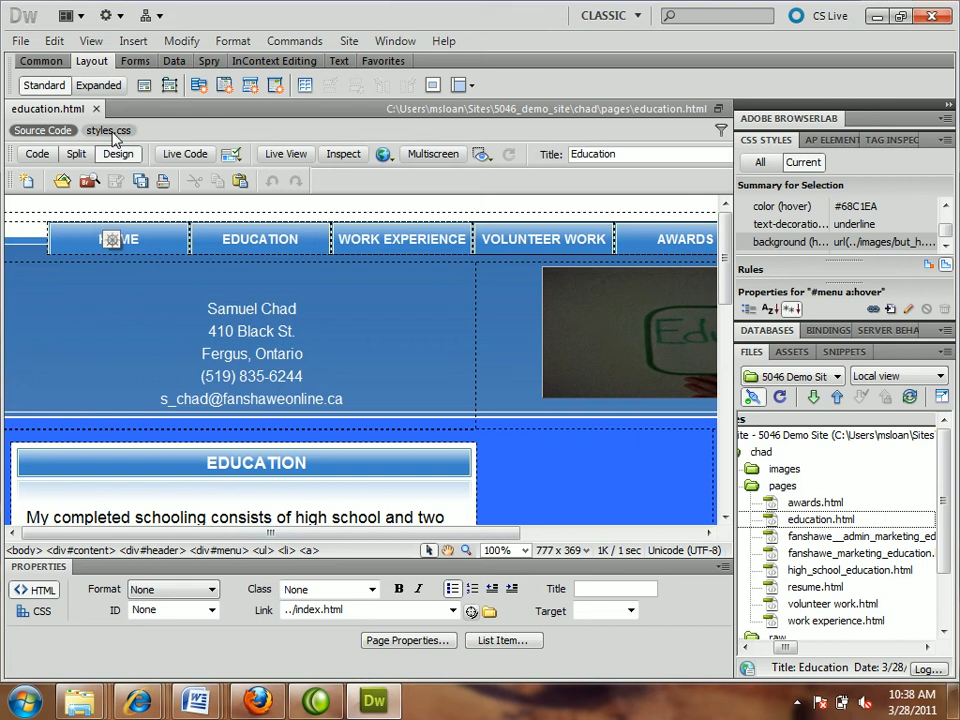 Dw
CLASSIC
CS Live
File Edit View Insert Modify Format Commands Site Window Help
Common Layout Forms Data Spry InContext Editing Text Favorites
Standard Expanded
education.html
C:\Users\msloan\Sites\5046_demo_site\chad\pages\education.html
Source Code styles.css
Code Split Design Live Code Live View Inspect Multiscreen Title: Education
EDUCATION WORK EXPERIENCE VOLUNTEER WORK AWARDS
Samuel Chad
410 Black St.
Fergus, Ontario
(519) 835-6244
s_chad@fanshaweonline.ca
EDUCATION
My completed schooling consists of high school and two
<body> <div#content> <div#header> <div#menu> <ul> <li> <a>
100% 777 x 369 1K / 1 sec Unicode (UTF-8)
PROPERTIES
HTML Format None Class None B I Title
CSS ID None Link ../index.html Target
Page Properties... List Item...
ADOBE BROWSERLAB
CSS STYLES AP ELEMENT TAG INSPEC
All Current
Summary for Selection
color (hover) #68C1EA
text-decoratio... underline
background (h... url(../images/but_h....
Rules
Properties for "#menu a:hover"
DATABASES BINDINGS SERVER BEHA
FILES ASSETS SNIPPETS
5046 Demo Sit Local view
ite - 5046 Demo Site (C:\Users\msloan\Sites
chad
images
pages
awards.html
education.html
fanshawe__admin_marketing_ed
fanshawe_marketing_education.
high_school_education.html
resume.html
volunteer work.html
work experience.html
Title: Education Date: 3/28/ Log...
Dw
10:38 AM
3/28/2011